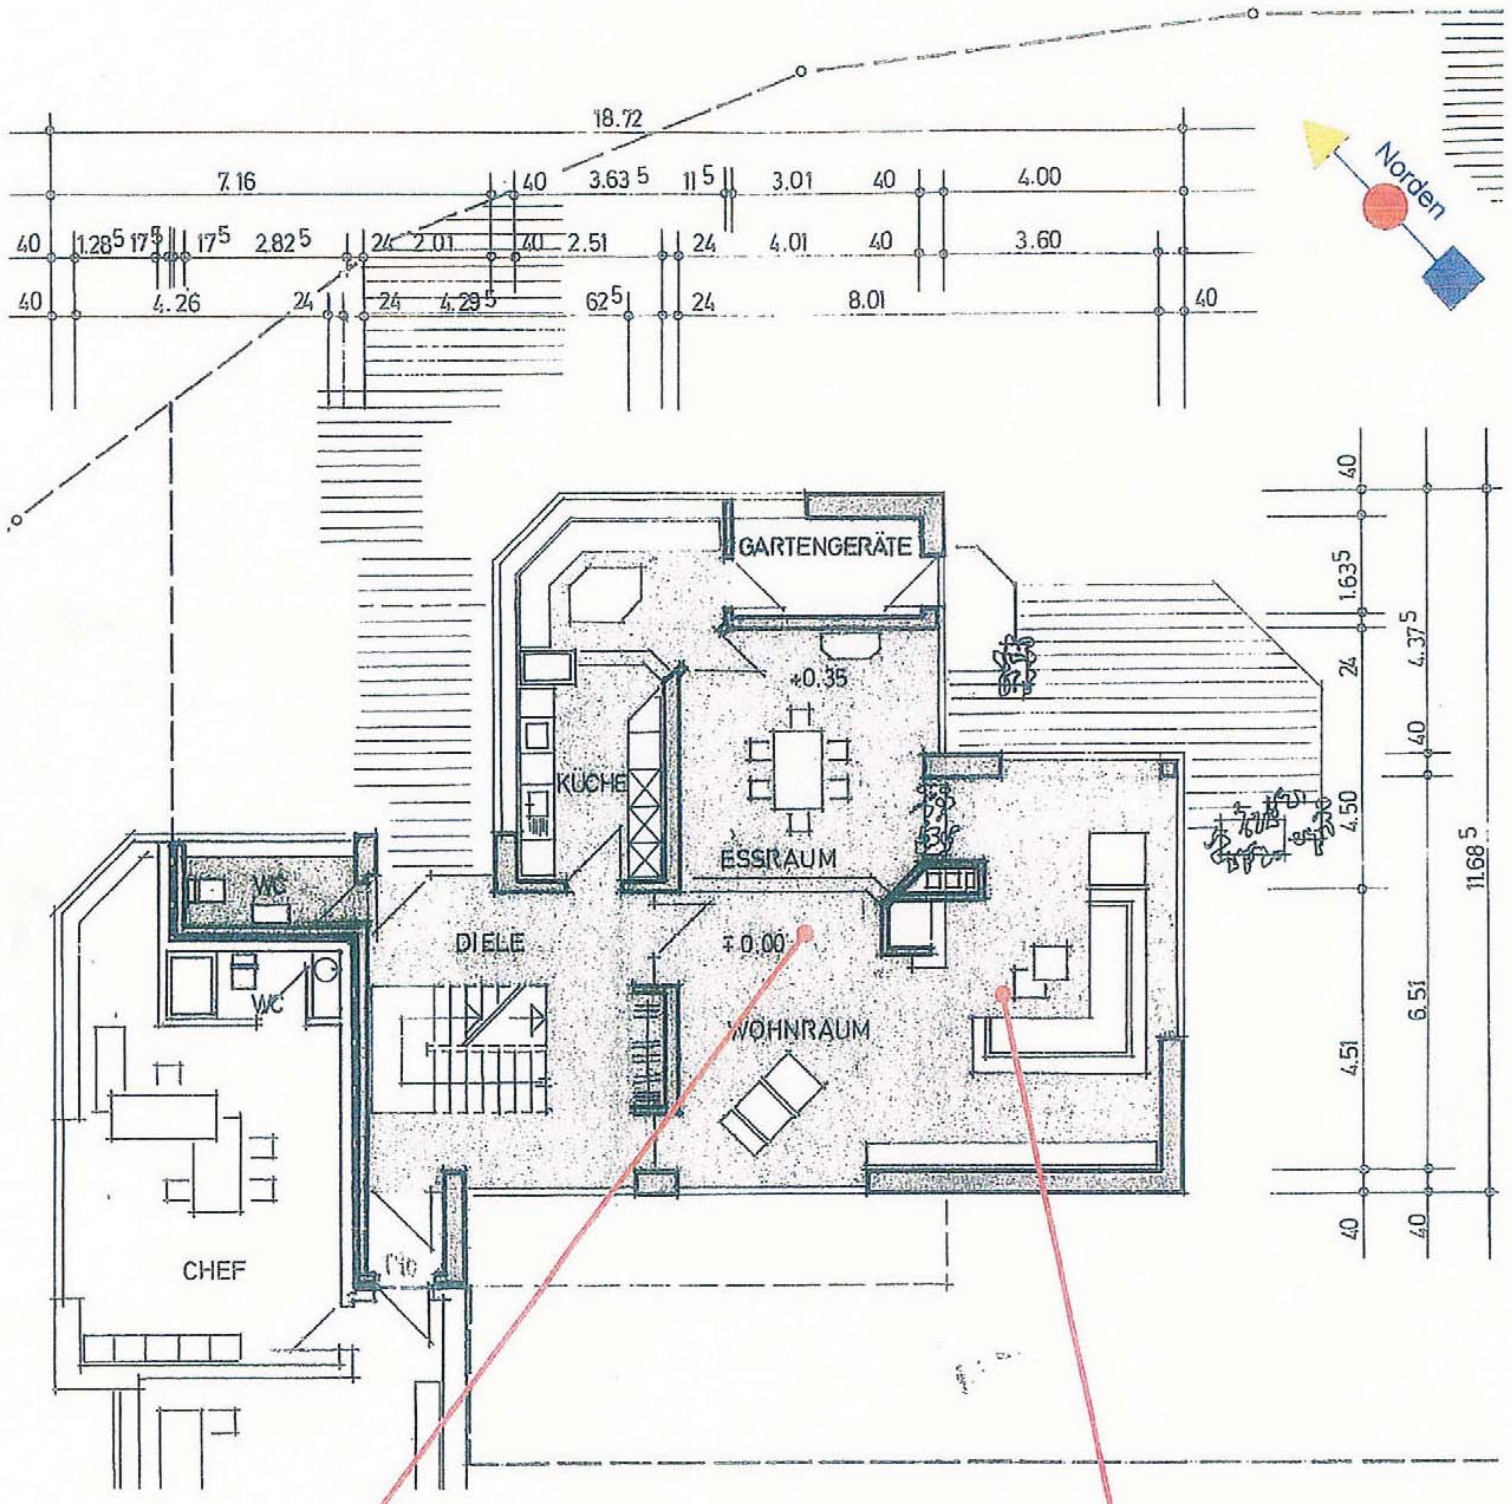 18.72
7.16 40 3.63 5 11 5 3.01 40 4.00
Norden
40 1.28 5 17 5 17 5 2.82 5 24 2.01 40 2.51 24 4.01 40 3.60
40 4.26 24 24 4.29 5 62 5 24 8.01 40
40
1.63 5
24
4.50
4.51
40
4.37 5
40
6.51
40
11.68 5
GARTENGERÄTE
+0.35
KÜCHE
ESSRAUM
WC
DIELE
∓ 0.00
WC
WOHNRAUM
CHEF